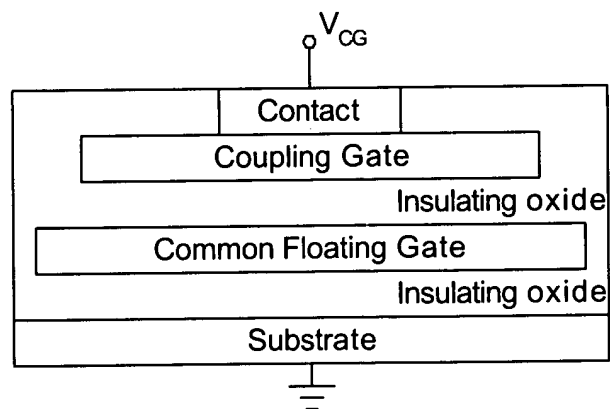 V_CG
Contact
Coupling Gate
Insulating oxide
Common Floating Gate
Insulating oxide
Substrate